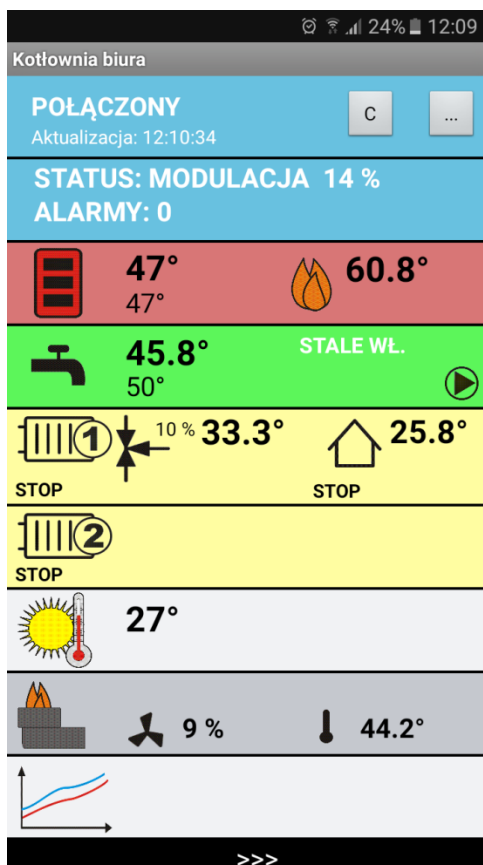 24% 12:09
Kotłownia biura
POŁĄCZONY
C
...
Aktualizacja: 12:10:34
STATUS: MODULACJA 14 %
ALARMY: 0
47°
60.8°
47°
45.8°
STALE WŁ.
50°
1
10 %
33.3°
25.8°
STOP
STOP
2
STOP
27°
9 %
44.2°
>>>